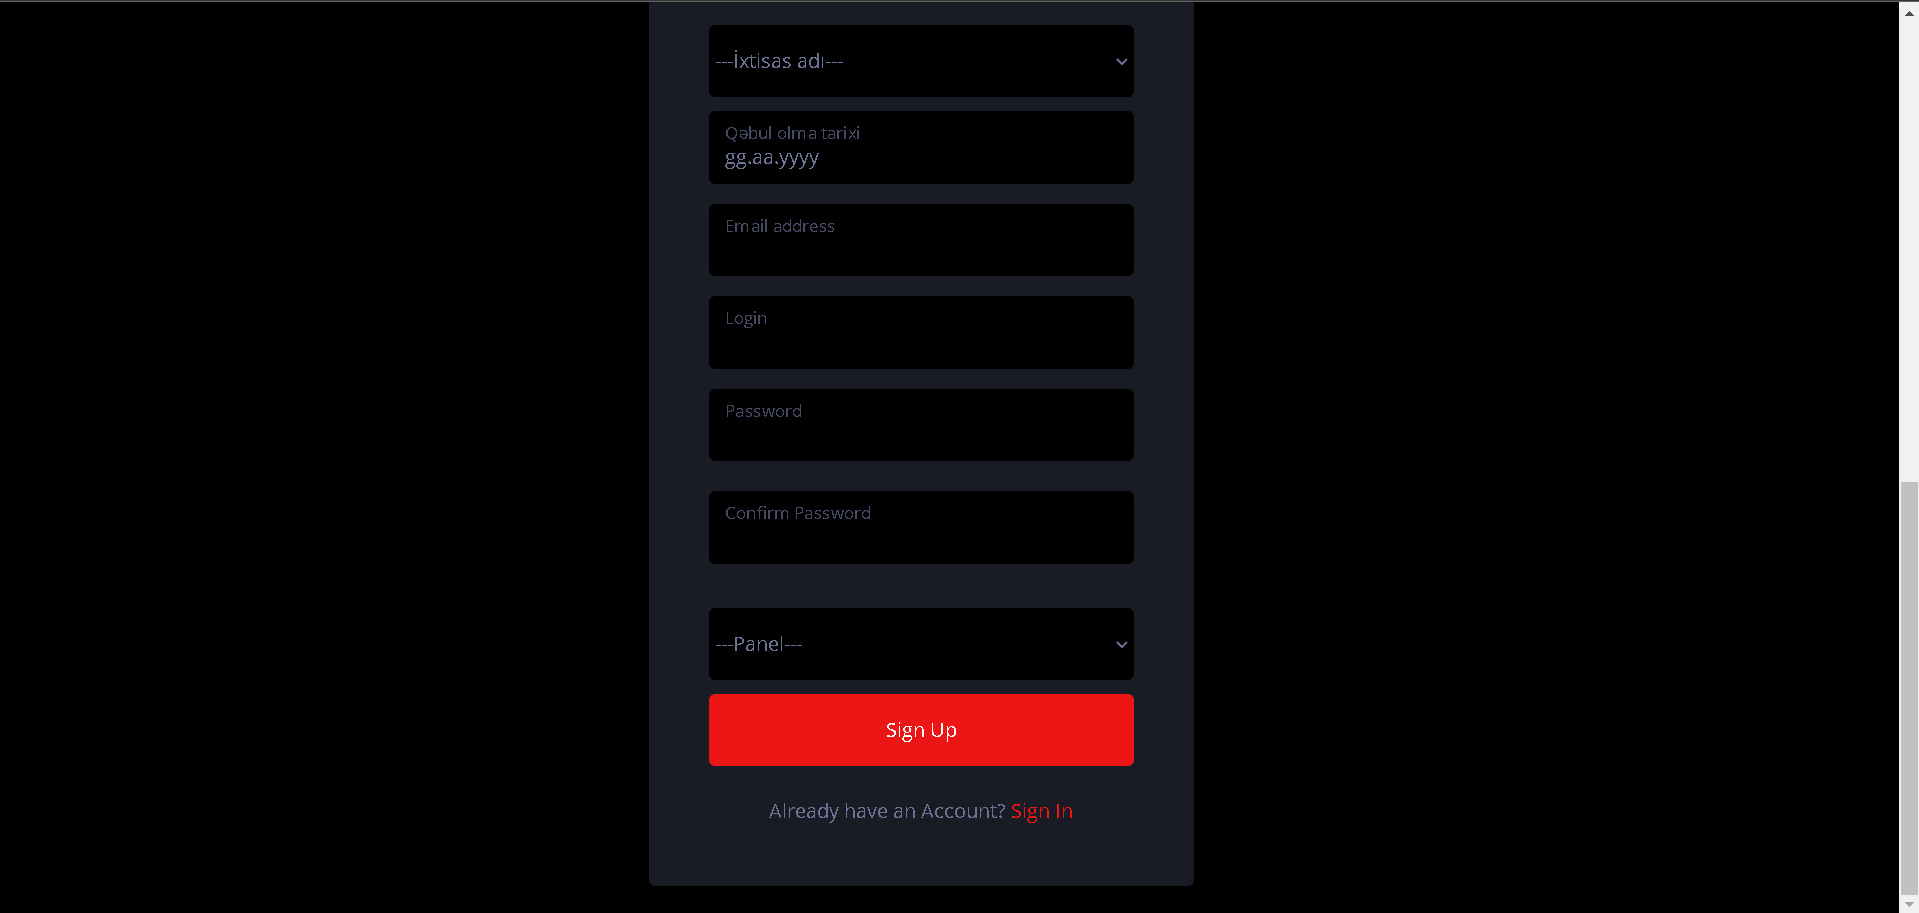 ---İxtisas adı---
Qəbul olma tarixi
gg.aa.yyyy
Email address
Login
Password
Confirm Password
---Panel---
Sign Up
Already have an Account? Sign In